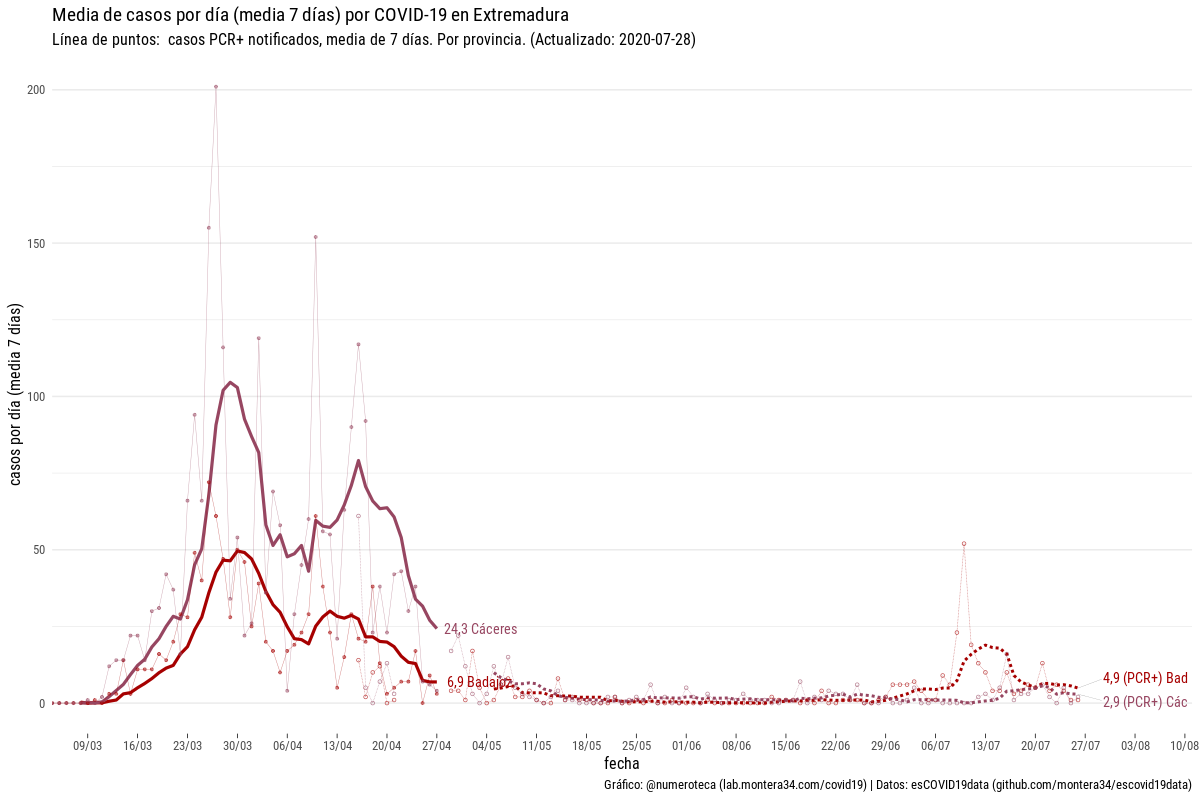 Media de casos por día (media 7 días) por COVID-19 en Extremadura
Línea de puntos:  casos PCR+ notificados, media de 7 días. Por provincia. (Actualizado: 2020-07-28)
casos por día (media 7 días)
200
150
100
50
0
24,3 Cáceres
6,9 Badajoz
4,9 (PCR+) Bad
2,9 (PCR+) Các
09/03 16/03 23/03 30/03 06/04 13/04 20/04 27/04 04/05 11/05 18/05 25/05 01/06 08/06 15/06 22/06 29/06 06/07 13/07 20/07 27/07 03/08 10/08
fecha
Gráfico: @numeroteca (lab.montera34.com/covid19) | Datos: esCOVID19data (github.com/montera34/escovid19data)